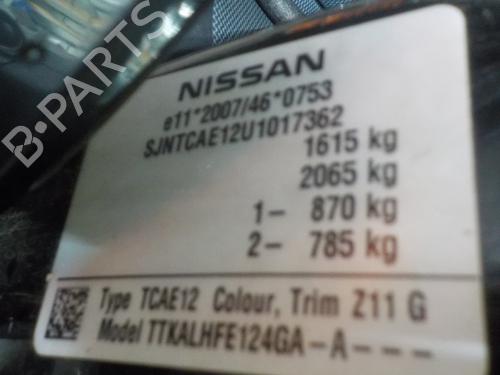 NISSAN
e11*2007/46*0753
SJNTCAE12U1017362
1615 kg
2065 kg
1- 870 kg
2- 785 kg
Type TCAE12 Colour, Trim Z11 G
Model TTKALHFE124GA-A---
B-PARTS